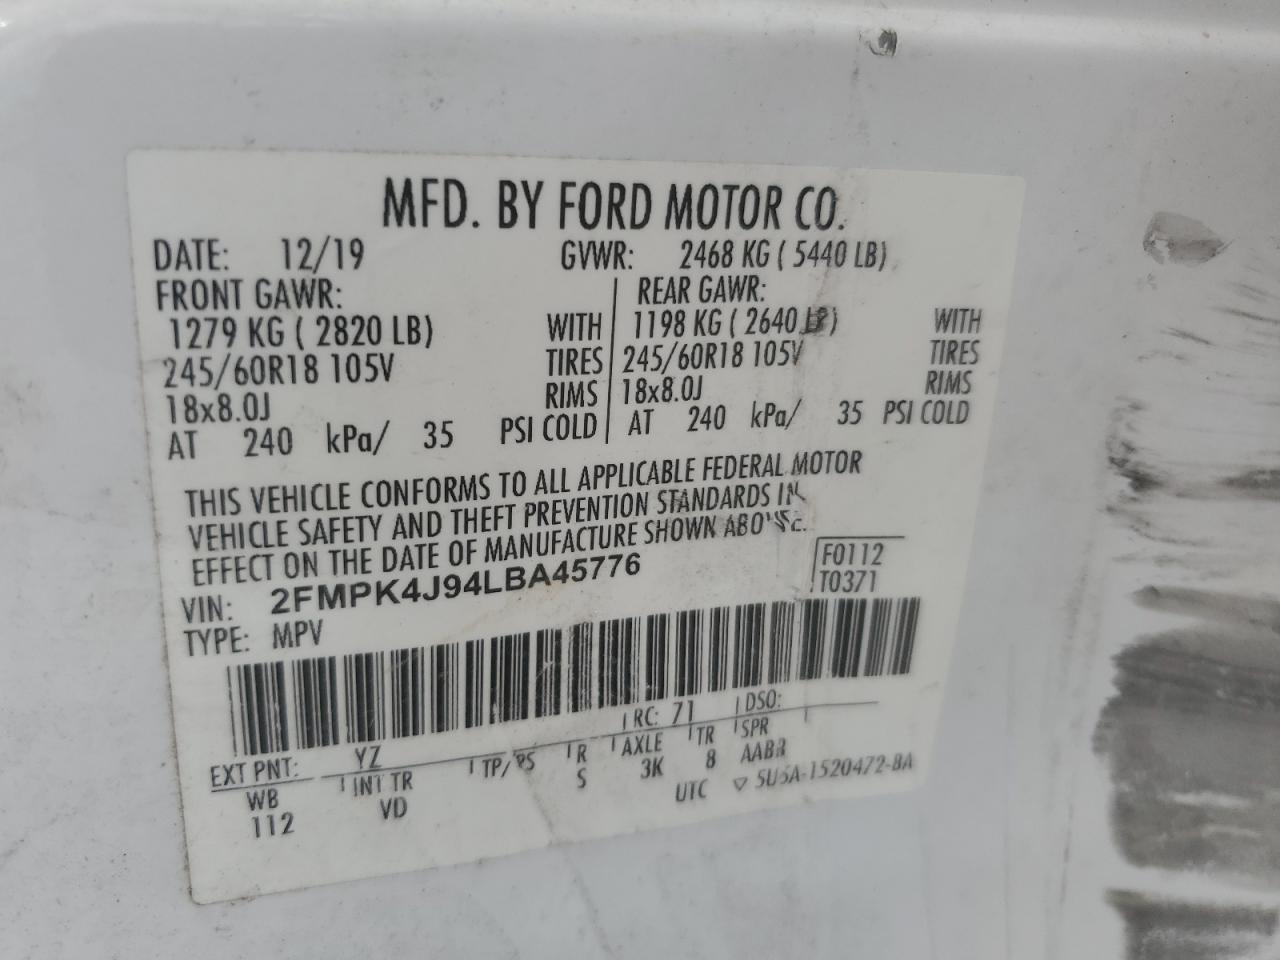 MFD. BY FORD MOTOR CO.
DATE: 12/19 GVWR: 2468 KG ( 5440 LB)
FRONT GAWR: REAR GAWR:
1279 KG ( 2820 LB) WITH 1198 KG ( 2640 LB) WITH
245/60R18 105V TIRES 245/60R18 105V TIRES
18x8.0J RIMS 18x8.0J RIMS
AT 240 kPa/ 35 PSI COLD AT 240 kPa/ 35 PSI COLD
THIS VEHICLE CONFORMS TO ALL APPLICABLE FEDERAL MOTOR
VEHICLE SAFETY AND THEFT PREVENTION STANDARDS IN
EFFECT ON THE DATE OF MANUFACTURE SHOWN ABOVE.
VIN: 2FMPK4J94LBA45776 F0112
TYPE: MPV T0371
RC: 71 DSO:
EXT PNT: YZ
WB INT TR TP/PS R AXLE TR SPR
112 VD S 3K 8 AABR
UTC ▽ 5U5A-1520472-BA